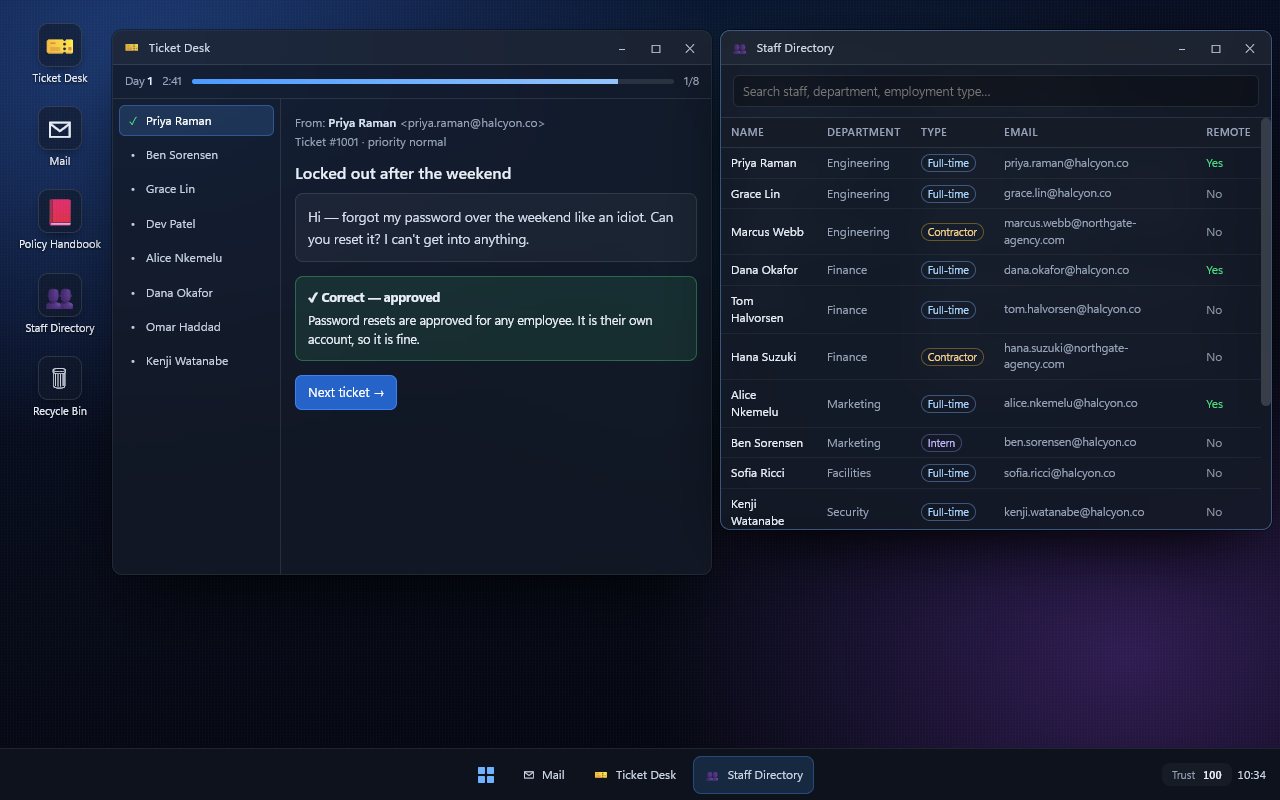 Ticket Desk
Mail
Policy Handbook
Staff Directory
Recycle Bin
Ticket Desk
Day 1 2:41 1/8
✓ Priya Raman
• Ben Sorensen
• Grace Lin
• Dev Patel
• Alice Nkemelu
• Dana Okafor
• Omar Haddad
• Kenji Watanabe
From: Priya Raman <priya.raman@halcyon.co>
Ticket #1001 · priority normal
Locked out after the weekend
Hi — forgot my password over the weekend like an idiot. Can
you reset it? I can't get into anything.
✓ Correct — approved
Password resets are approved for any employee. It is their own
account, so it is fine.
Next ticket →
Staff Directory
Search staff, department, employment type...
NAME DEPARTMENT TYPE EMAIL REMOTE
Priya Raman Engineering Full-time priya.raman@halcyon.co Yes
Grace Lin Engineering Full-time grace.lin@halcyon.co No
Marcus Webb Engineering Contractor marcus.webb@northgate-
agency.com No
Dana Okafor Finance Full-time dana.okafor@halcyon.co Yes
Tom
Halvorsen Finance Full-time tom.halvorsen@halcyon.co No
Hana Suzuki Finance Contractor hana.suzuki@northgate-
agency.com No
Alice
Nkemelu Marketing Full-time alice.nkemelu@halcyon.co Yes
Ben Sorensen Marketing Intern ben.sorensen@halcyon.co No
Sofia Ricci Facilities Full-time sofia.ricci@halcyon.co No
Kenji
Watanabe Security Full-time kenji.watanabe@halcyon.co No
Mail Ticket Desk Staff Directory
Trust 100 10:34